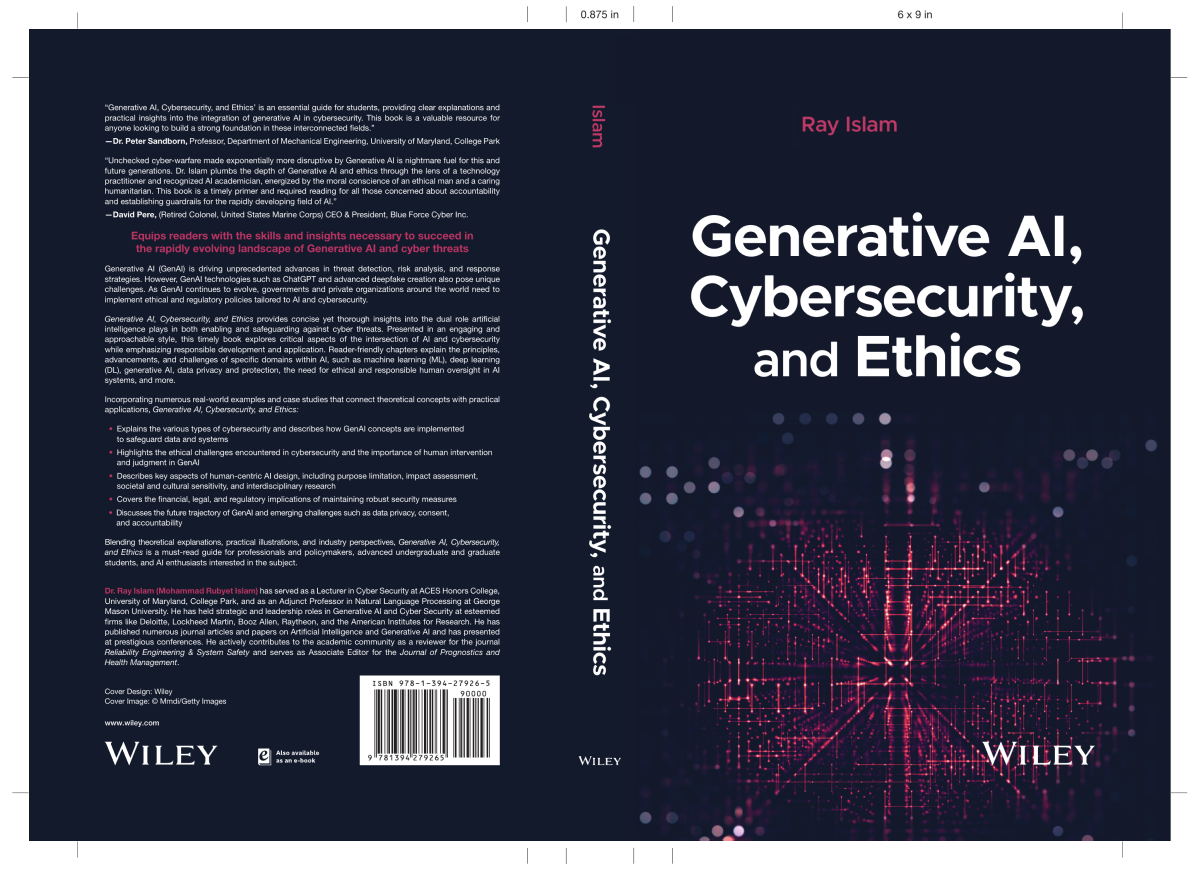 0.875 in
6 x 9 in
“Generative AI, Cybersecurity, and Ethics’ is an essential guide for students, providing clear explanations and
practical insights into the integration of generative AI in cybersecurity. This book is a valuable resource for
anyone looking to build a strong foundation in these interconnected fields.”
—Dr. Peter Sandborn, Professor, Department of Mechanical Engineering, University of Maryland, College Park
“Unchecked cyber-warfare made exponentially more disruptive by Generative AI is nightmare fuel for this and
future generations. Dr. Islam plumbs the depth of Generative AI and ethics through the lens of a technology
practitioner and recognized AI academician, energized by the moral conscience of an ethical man and a caring
humanitarian. This book is a timely primer and required reading for all those concerned about accountability
and establishing guardrails for the rapidly developing field of AI.”
—David Pere, (Retired Colonel, United States Marine Corps) CEO & President, Blue Force Cyber Inc.
Equips readers with the skills and insights necessary to succeed in
the rapidly evolving landscape of Generative AI and cyber threats
Generative AI (GenAI) is driving unprecedented advances in threat detection, risk analysis, and response
strategies. However, GenAI technologies such as ChatGPT and advanced deepfake creation also pose unique
challenges. As GenAI continues to evolve, governments and private organizations around the world need to
implement ethical and regulatory policies tailored to AI and cybersecurity.
Generative AI, Cybersecurity, and Ethics provides concise yet thorough insights into the dual role artificial
intelligence plays in both enabling and safeguarding against cyber threats. Presented in an engaging and
approachable style, this timely book explores critical aspects of the intersection of AI and cybersecurity
while emphasizing responsible development and application. Reader-friendly chapters explain the principles,
advancements, and challenges of specific domains within AI, such as machine learning (ML), deep learning
(DL), generative AI, data privacy and protection, the need for ethical and responsible human oversight in AI
systems, and more.
Incorporating numerous real-world examples and case studies that connect theoretical concepts with practical
applications, Generative AI, Cybersecurity, and Ethics:
• Explains the various types of cybersecurity and describes how GenAI concepts are implemented
to safeguard data and systems
• Highlights the ethical challenges encountered in cybersecurity and the importance of human intervention
and judgment in GenAI
• Describes key aspects of human-centric AI design, including purpose limitation, impact assessment,
societal and cultural sensitivity, and interdisciplinary research
• Covers the financial, legal, and regulatory implications of maintaining robust security measures
• Discusses the future trajectory of GenAI and emerging challenges such as data privacy, consent,
and accountability
Blending theoretical explanations, practical illustrations, and industry perspectives, Generative AI, Cybersecurity,
and Ethics is a must-read guide for professionals and policymakers, advanced undergraduate and graduate
students, and AI enthusiasts interested in the subject.
Dr. Ray Islam (Mohammad Rubyet Islam) has served as a Lecturer in Cyber Security at ACES Honors College,
University of Maryland, College Park, and as an Adjunct Professor in Natural Language Processing at George
Mason University. He has held strategic and leadership roles in Generative AI and Cyber Security at esteemed
firms like Deloitte, Lockheed Martin, Booz Allen, Raytheon, and the American Institutes for Research. He has
published numerous journal articles and papers on Artificial Intelligence and Generative AI and has presented
at prestigious conferences. He actively contributes to the academic community as a reviewer for the journal
Reliability Engineering & System Safety and serves as Associate Editor for the Journal of Prognostics and
Health Management.
Cover Design: Wiley
Cover Image: © Mmdi/Getty Images
www.wiley.com
WILEY
e
Also available
as an e-book
ISBN 978-1-394-27926-5
90000
9 781394 279265
Islam
Generative AI, Cybersecurity, and Ethics
WILEY
Ray Islam
Generative AI,
Cybersecurity,
and Ethics
WILEY